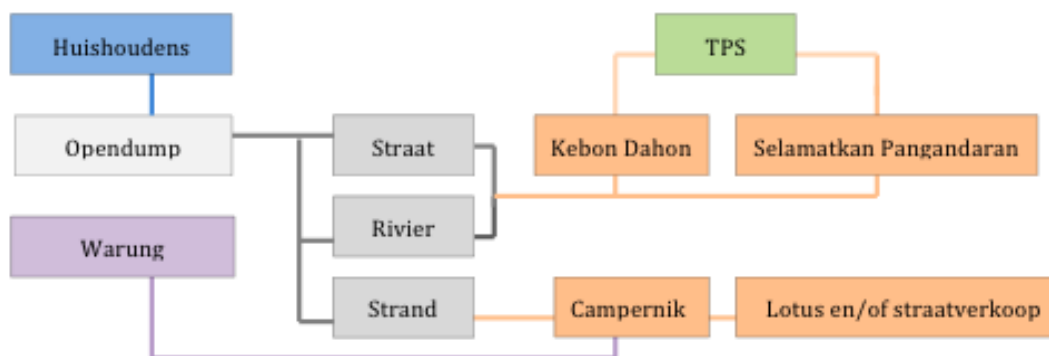 Huishoudens
TPS
Opendump
Straat
Kebon Dahon
Selamatkan Pangandaran
Warung
Rivier
Strand
Campernik
Lotus en/of straatverkoop